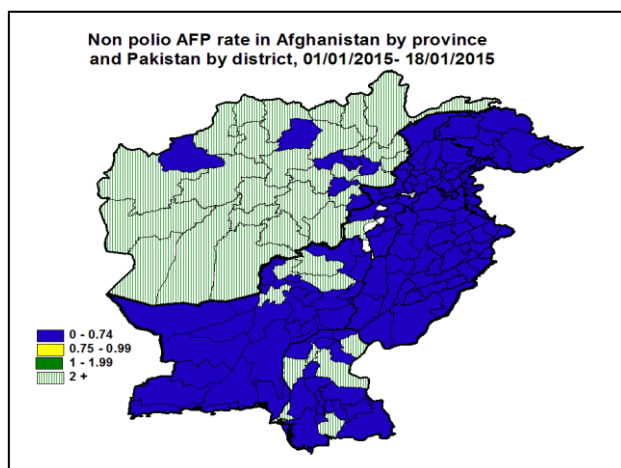 Non polio AFP rate in Afghanistan by province
and Pakistan by district, 01/01/2015- 18/01/2015
0 - 0.74
0.75 - 0.99
1 - 1.99
2 +